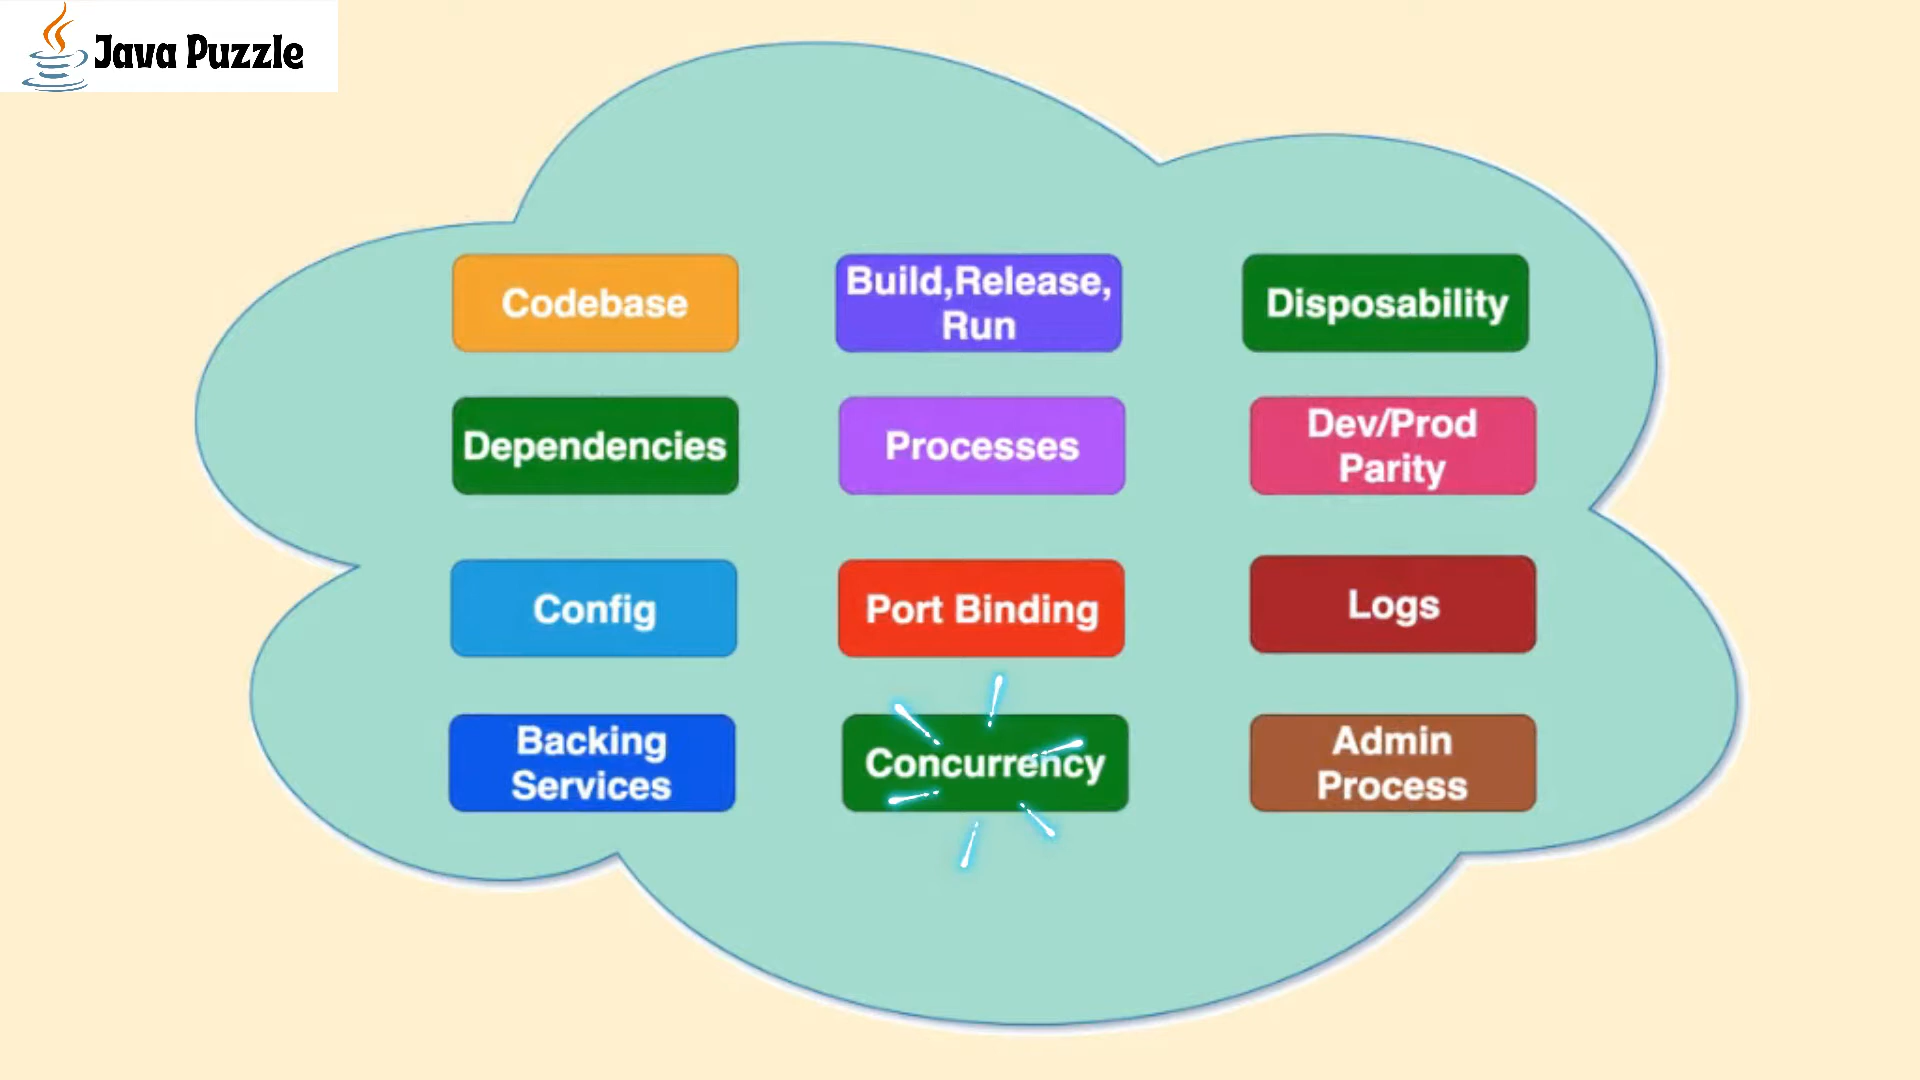 Java Puzzle
Codebase
Build,Release,
Run
Disposability
Dependencies
Processes
Dev/Prod
Parity
Config
Port Binding
Logs
Backing
Services
Concurrency
Admin
Process